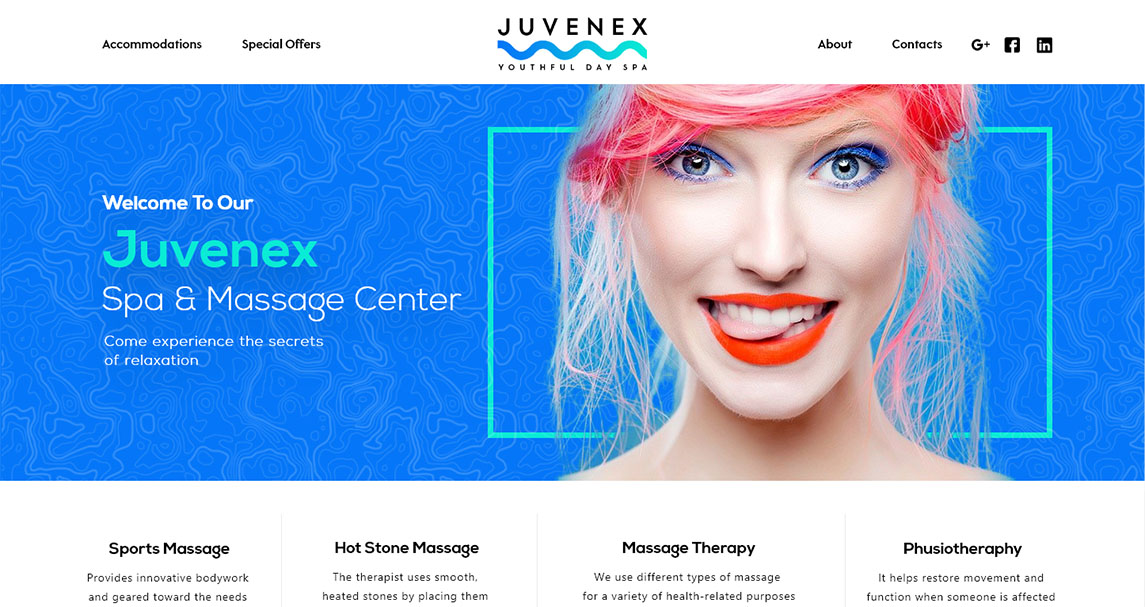 Accommodations
Special Offers
JUVENEX
YOUTHFUL DAY SPA
About
Contacts
G+
f
in
Welcome To Our
Juvenex
Spa & Massage Center
Come experience the secrets
of relaxation
Sports Massage
Provides innovative bodywork
and geared toward the needs
Hot Stone Massage
The therapist uses smooth,
heated stones by placing them
Massage Therapy
We use different types of massage
for a variety of health-related purposes
Phusiotheraphy
It helps restore movement and
function when someone is affected